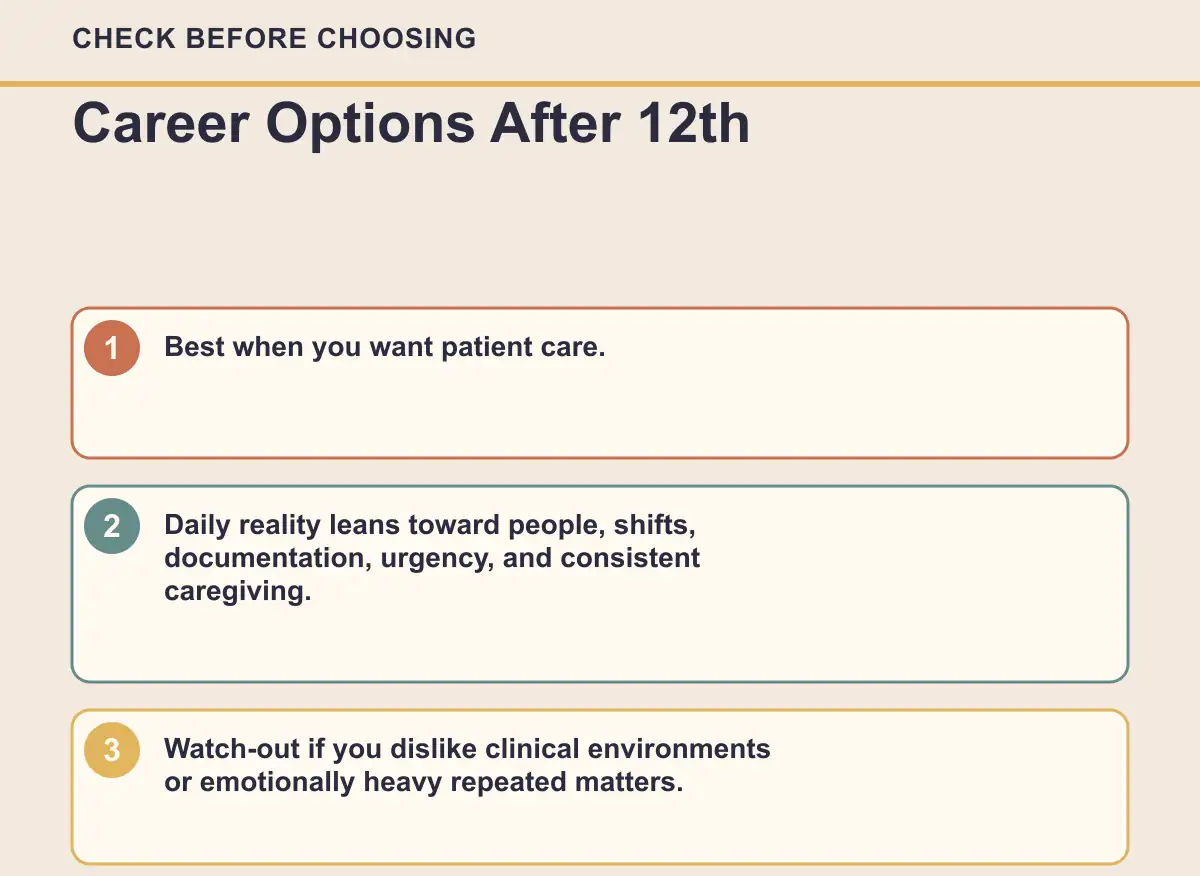 CHECK BEFORE CHOOSING
Career Options After 12th
1
Best when you want patient care.
2
Daily reality leans toward people, shifts,
documentation, urgency, and consistent
caregiving.
3
Watch-out if you dislike clinical environments
or emotionally heavy repeated matters.